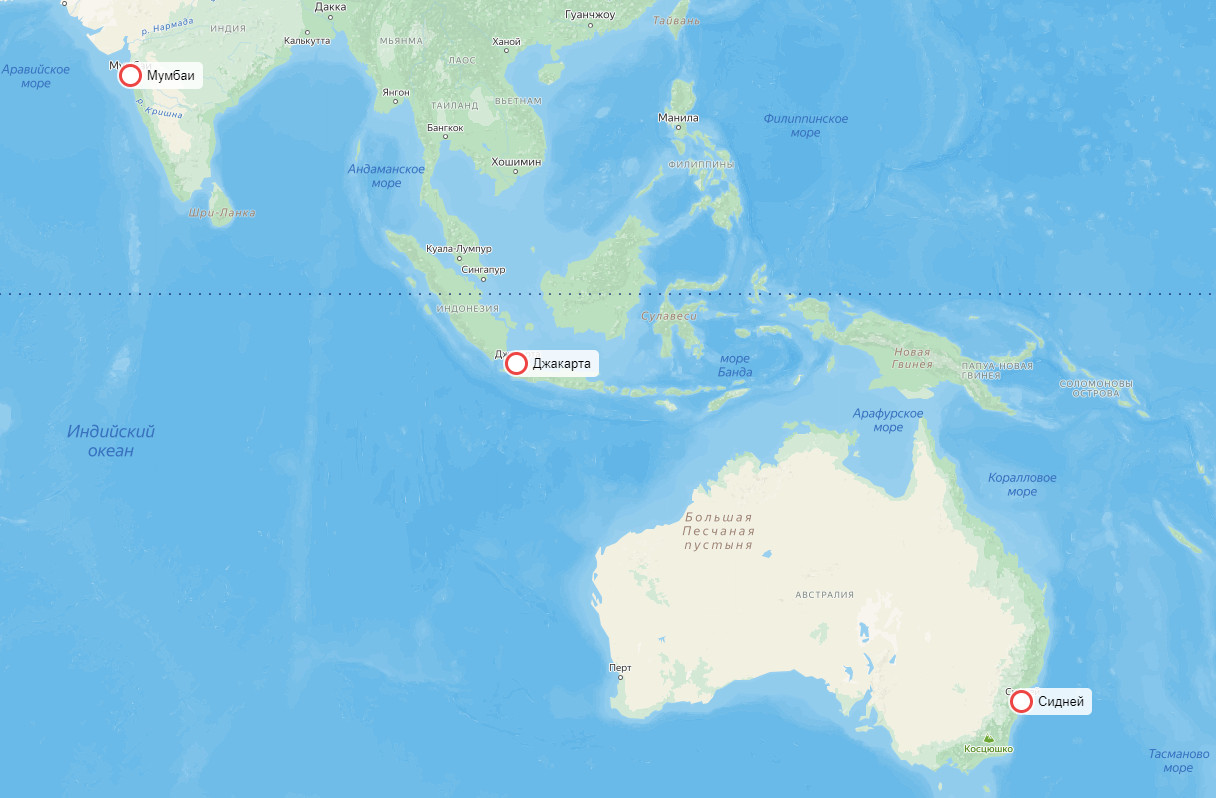 Дакка
Гуанчжоу
Тайвань
р. Нармада
ИНДИЯ
Калькутта
МЬЯНМА
Ханой
ЛАОС
Аравийское
море
Мумбаи
Янгон
ТАИЛАНД
ВЬЕТНАМ
р. Кришна
Манила
Филиппинское
море
Бангкок
Хошимин
ФИЛИППИНЫ
Андаманское
море
Шри-Ланка
Куала-Лумпур
Сингапур
ИНДОНЕЗИЯ
Сулавеси
Джакарта
море
Банда
Новая
Гвинея
ПАПУА-НОВАЯ
ГВИНЕЯ
СОЛОМОНОВЫ
ОСТРОВА
Арафурское
море
Индийский
океан
Коралловое
море
Большая
Песчаная
пустыня
АВСТРАЛИЯ
Перт
Сидней
Косцюшко
Тасманово
море